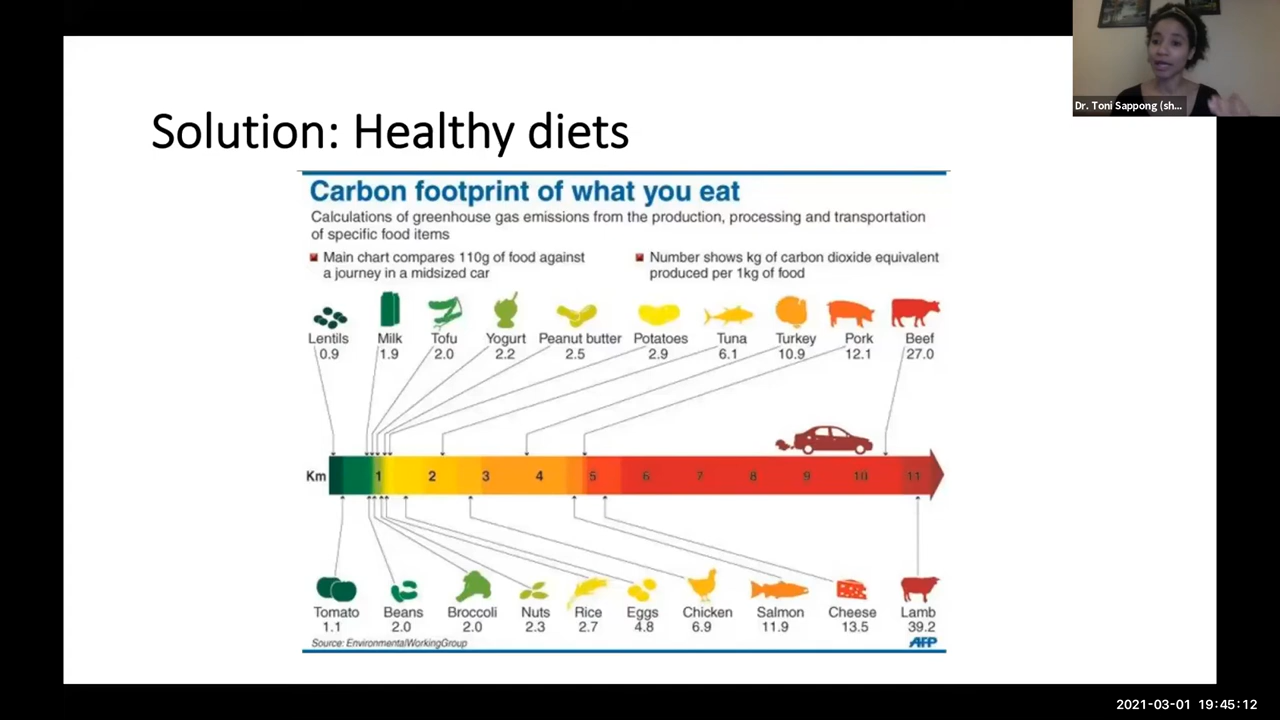 Dr. Toni Sappong (sh...
Solution: Healthy diets
Carbon footprint of what you eat
Calculations of greenhouse gas emissions from the production, processing and transportation
of specific food items
Main chart compares 110g of food against
a journey in a midsized car
Number shows kg of carbon dioxide equivalent
produced per 1kg of food
Lentils Milk Tofu Yogurt Peanut butter Potatoes Tuna Turkey Pork Beef
0.9 1.9 2.0 2.2 2.5 2.9 6.1 10.9 12.1 27.0
Km 1 2 3 4 5 6 7 8 9 10 11
Tomato Beans Broccoli Nuts Rice Eggs Chicken Salmon Cheese Lamb
1.1 2.0 2.0 2.3 2.7 4.8 6.9 11.9 13.5 39.2
Source: EnvironmentalWorkingGroup
AFP
2021-03-01 19:45:12